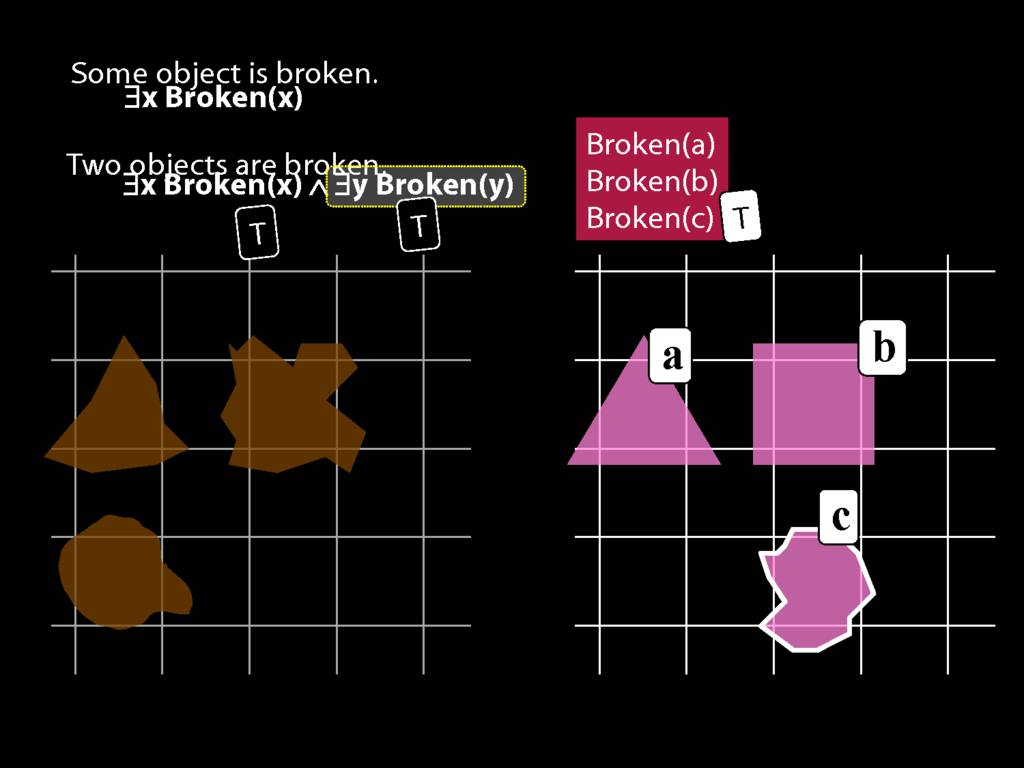 Some object is broken.
∃x Broken(x)
Two objects are broken.
∃x Broken(x) ∧ ∃y Broken(y)
T
T
Broken(a)
Broken(b)
Broken(c)
T
a
b
c